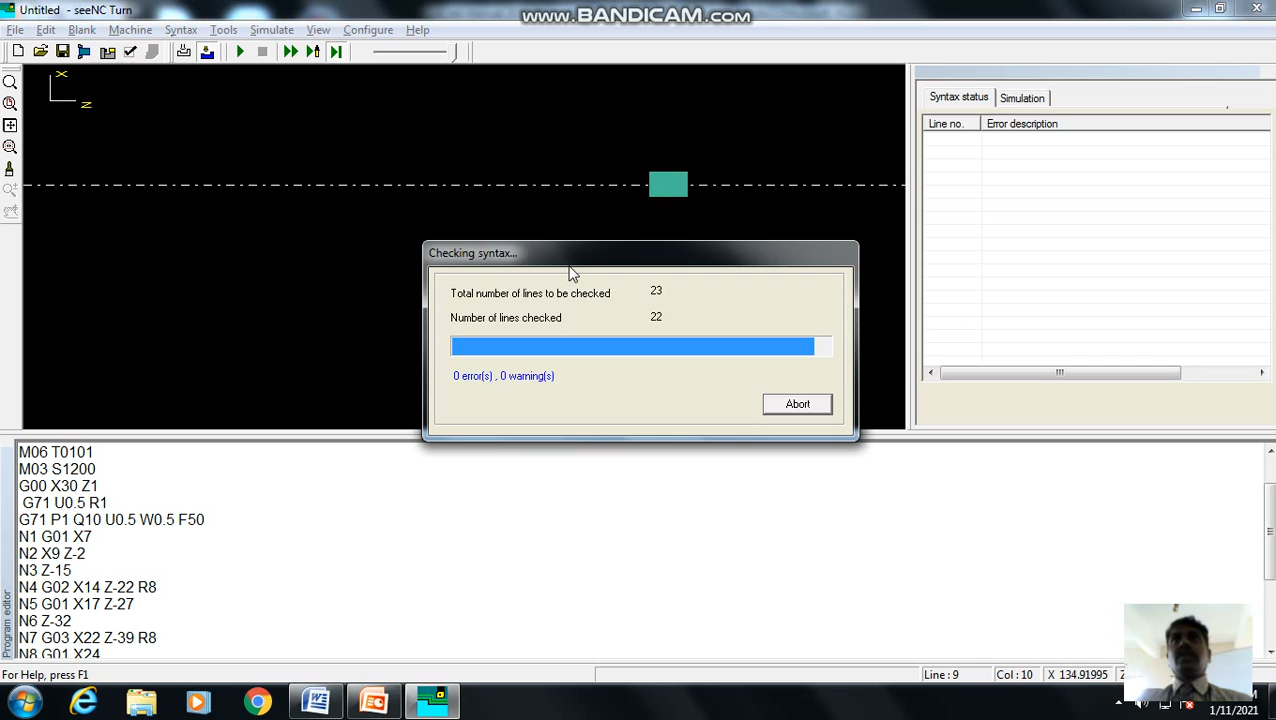 Untitled - seeNC Turn
www.BANDICAM.com
File Edit Blank Machine Syntax Tools Simulate View Configure Help
X
Z
Syntax status Simulation
Line no. Error description
Checking syntax...
Total number of lines to be checked 23
Number of lines checked 22
0 error(s) , 0 warning(s)
Abort
Program editor
M06 T0101
M03 S1200
G00 X30 Z1
G71 U0.5 R1
G71 P1 Q10 U0.5 W0.5 F50
N1 G01 X7
N2 X9 Z-2
N3 Z-15
N4 G02 X14 Z-22 R8
N5 G01 X17 Z-27
N6 Z-32
N7 G03 X22 Z-39 R8
N8 G01 X24
For Help, press F1
Line : 9 Col : 10 X 134.91995
1/11/2021